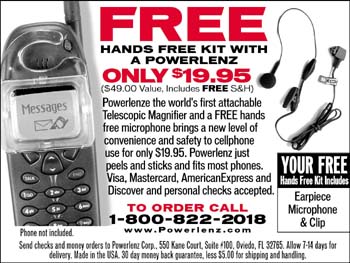 FREE
HANDS FREE KIT WITH
A POWERLENZ
ONLY $19.95
($49.00 Value, Includes FREE S&H)
Messages
Powerlenze the world's first attachable
Telescopic Magnifier and a FREE hands
free microphone brings a new level of
convenience and safety to cellphone
use for only $19.95. Powerlenz just
peels and sticks and fits most phones.
Visa, Mastercard, AmericanExpress and
Discover and personal checks accepted.
TO ORDER CALL
1-800-822-2018
www.Powerlenz.com
YOUR FREE
Hands Free Kit Includes
Earpiece
Microphone
& Clip
Phone not included.
Send checks and money orders to Powerlenz Corp., 550 Kane Court, Suite #100, Oviedo, FL 32765. Allow 7-14 days for
delivery. Made in the USA. 30 day money back guarantee, less $5.00 for shipping and handling.